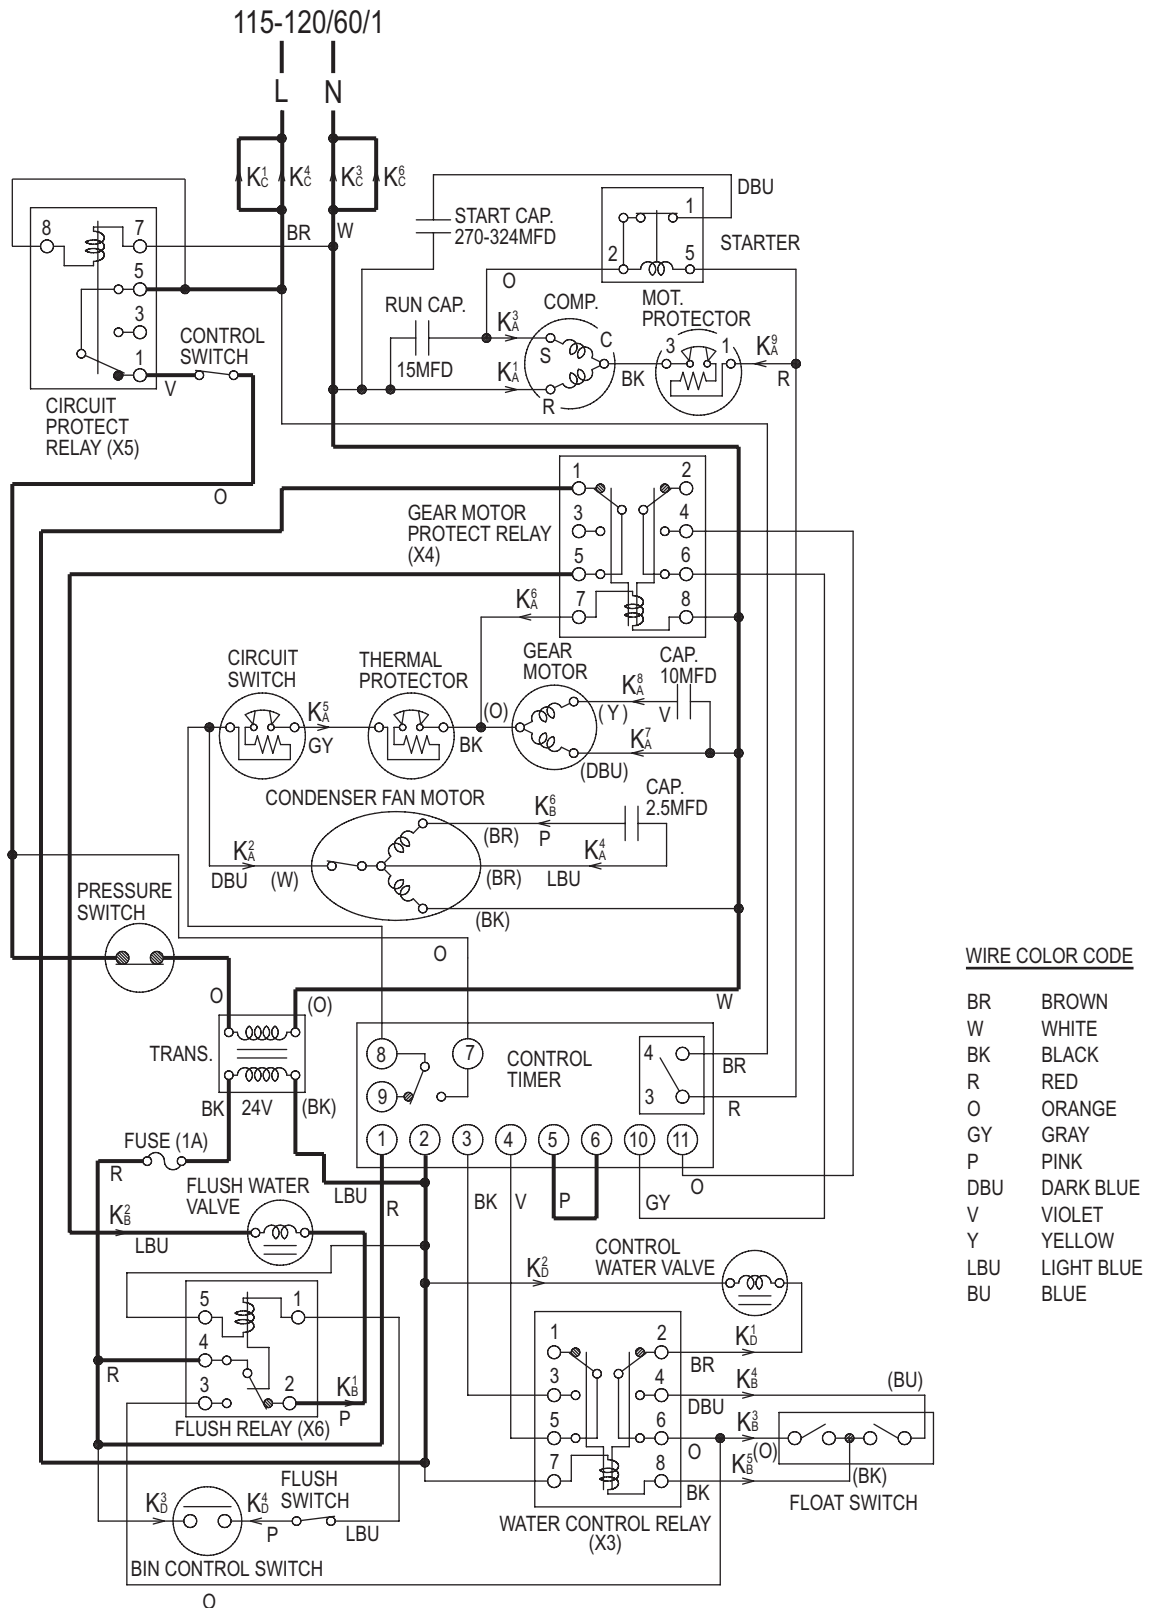 115-120/60/1
L N
K1C K4C K3C K6C
BR W
START CAP.
270-324MFD
DBU
1
2 5
STARTER
8 7
5
3
1
V
CONTROL
SWITCH
CIRCUIT
PROTECT
RELAY (X5)
O
RUN CAP.
15MFD
O
K3A
K1A
COMP.
S C
R
BK
MOT.
PROTECTOR
3 1
K9A
R
GEAR MOTOR
PROTECT RELAY
(X4)
1 2
3 4
5 6
7 8
K6A
CIRCUIT
SWITCH
K5A
GY
THERMAL
PROTECTOR
BK
(O)
GEAR
MOTOR
K8A
(Y)
V
CAP.
10MFD
K7A
(DBU)
CONDENSER FAN MOTOR
K6B
(BR) P
CAP.
2.5MFD
K2A
DBU (W)
K4A
(BR) LBU
(BK)
PRESSURE
SWITCH
O
O (O)
W
TRANS.
BK 24V (BK)
8 7
9
CONTROL
TIMER
4 BR
3 R
1 2 3 4 5 6 10 11
FUSE (1A)
R
LBU R BK V P GY O
FLUSH WATER
VALVE
K2B
LBU
CONTROL
WATER VALVE
K2D
5 1
4
3 2
R
K1B
P
FLUSH RELAY (X6)
1 2
3 4
5 6
7 8
K1D
BR
K4B
DBU
(BU)
K3B
O (O)
K5B
BK (BK)
FLOAT SWITCH
WATER CONTROL RELAY
(X3)
FLUSH
SWITCH
K3D K4D
P LBU
BIN CONTROL SWITCH
O
WIRE COLOR CODE
BR BROWN
W WHITE
BK BLACK
R RED
O ORANGE
GY GRAY
P PINK
DBU DARK BLUE
V VIOLET
Y YELLOW
LBU LIGHT BLUE
BU BLUE